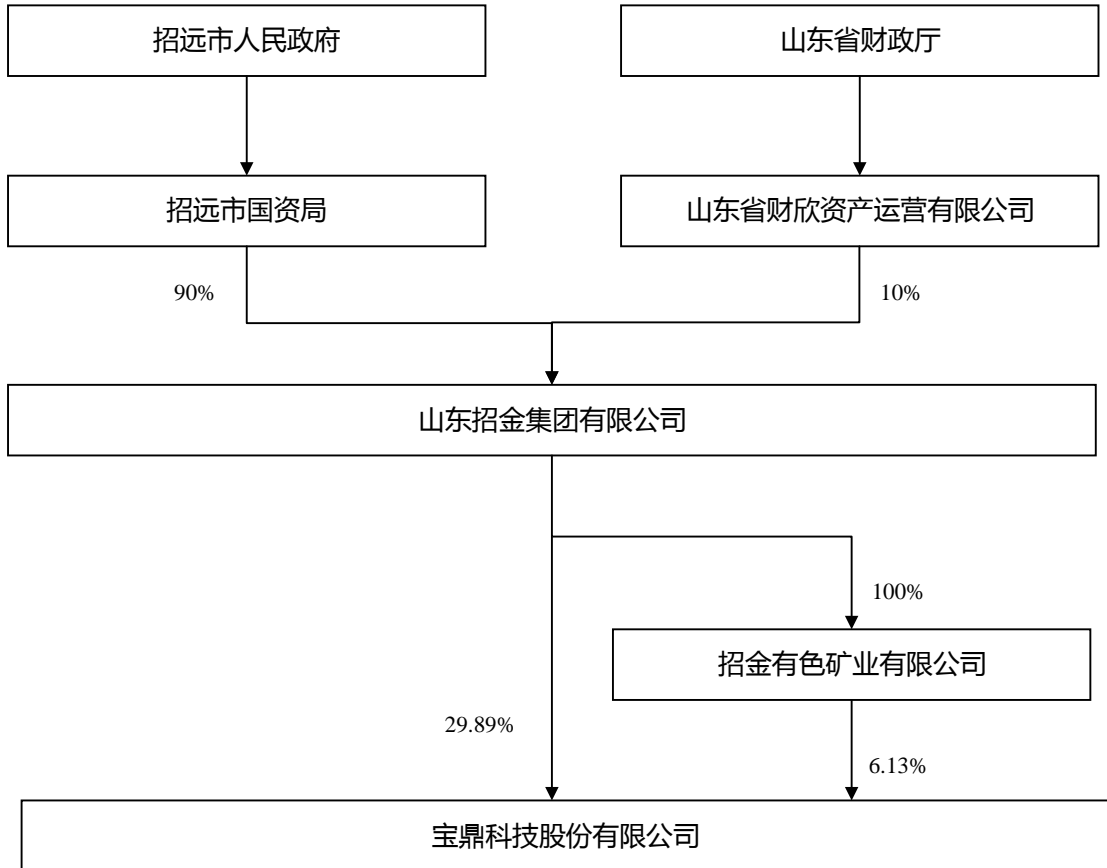 招远市人民政府
山东省财政厅
招远市国资局
山东省财欣资产运营有限公司
90%
10%
山东招金集团有限公司
100%
招金有色矿业有限公司
29.89%
6.13%
宝鼎科技股份有限公司